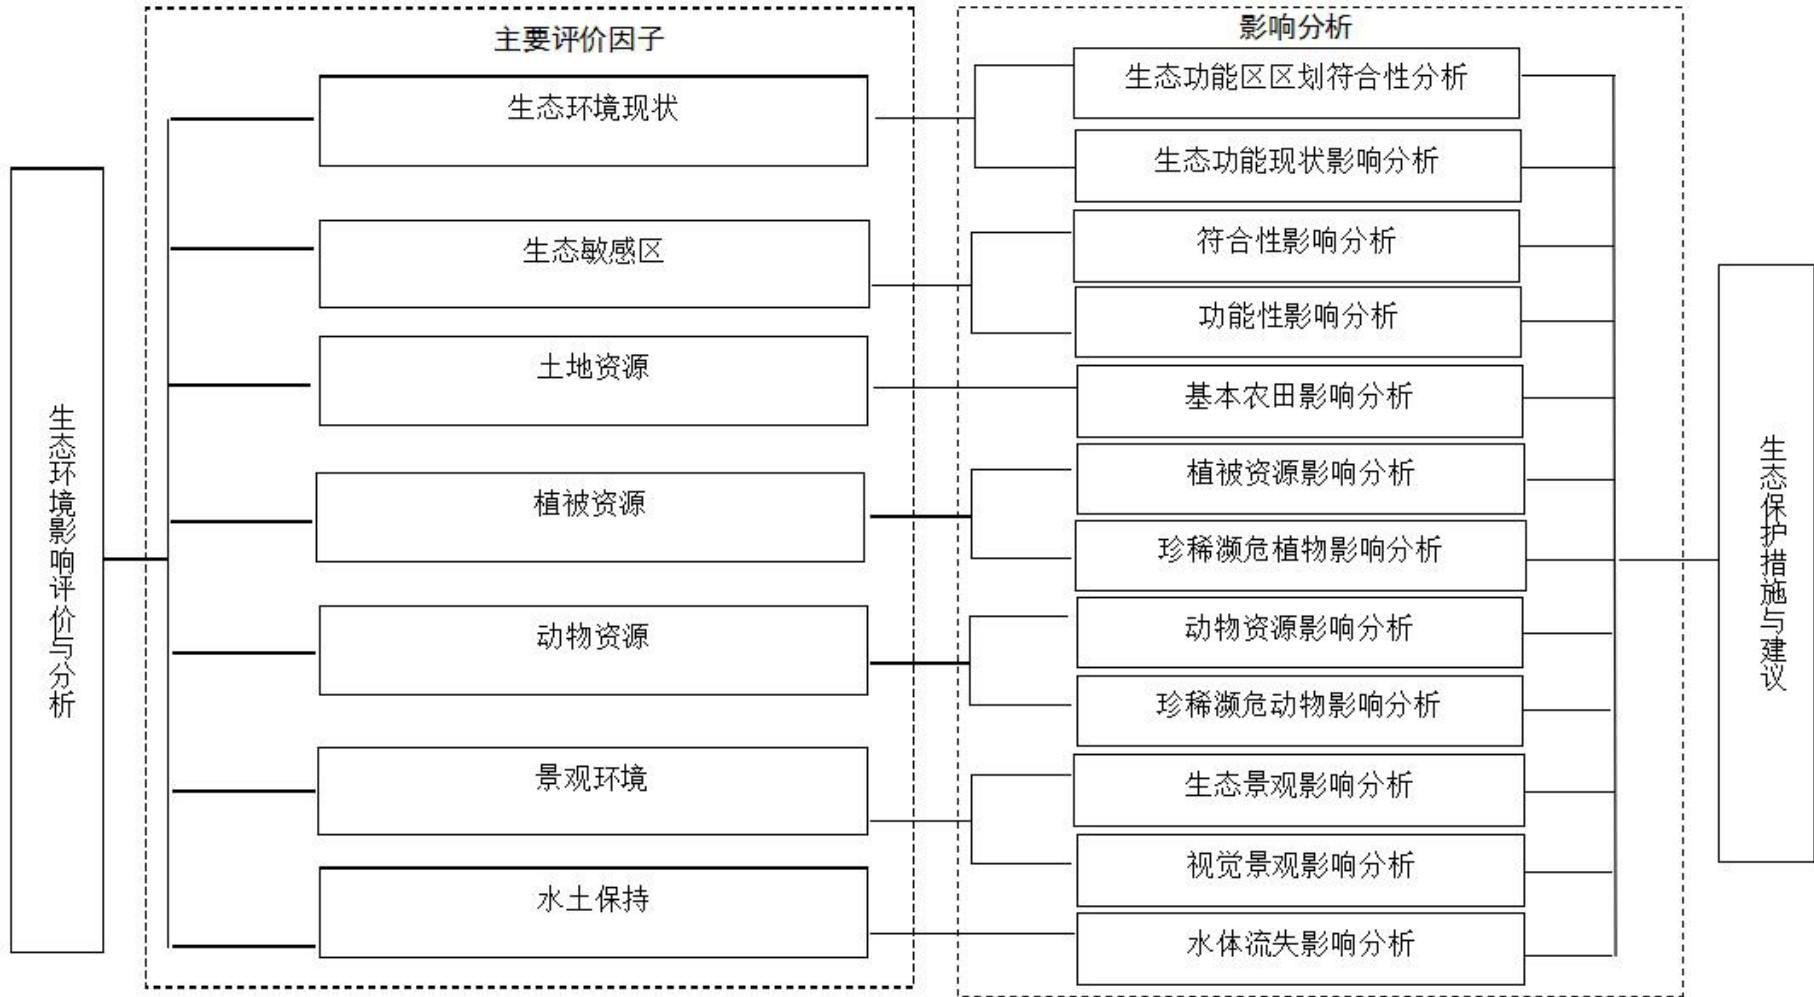 主要评价因子
影响分析
生态环境影响评价与分析
生态环境现状
生态敏感区
土地资源
植被资源
动物资源
景观环境
水土保持
生态功能区区划符合性分析
生态功能现状影响分析
符合性影响分析
功能性影响分析
基本农田影响分析
植被资源影响分析
珍稀濒危植物影响分析
动物资源影响分析
珍稀濒危动物影响分析
生态景观影响分析
视觉景观影响分析
水体流失影响分析
生态保护措施与建议